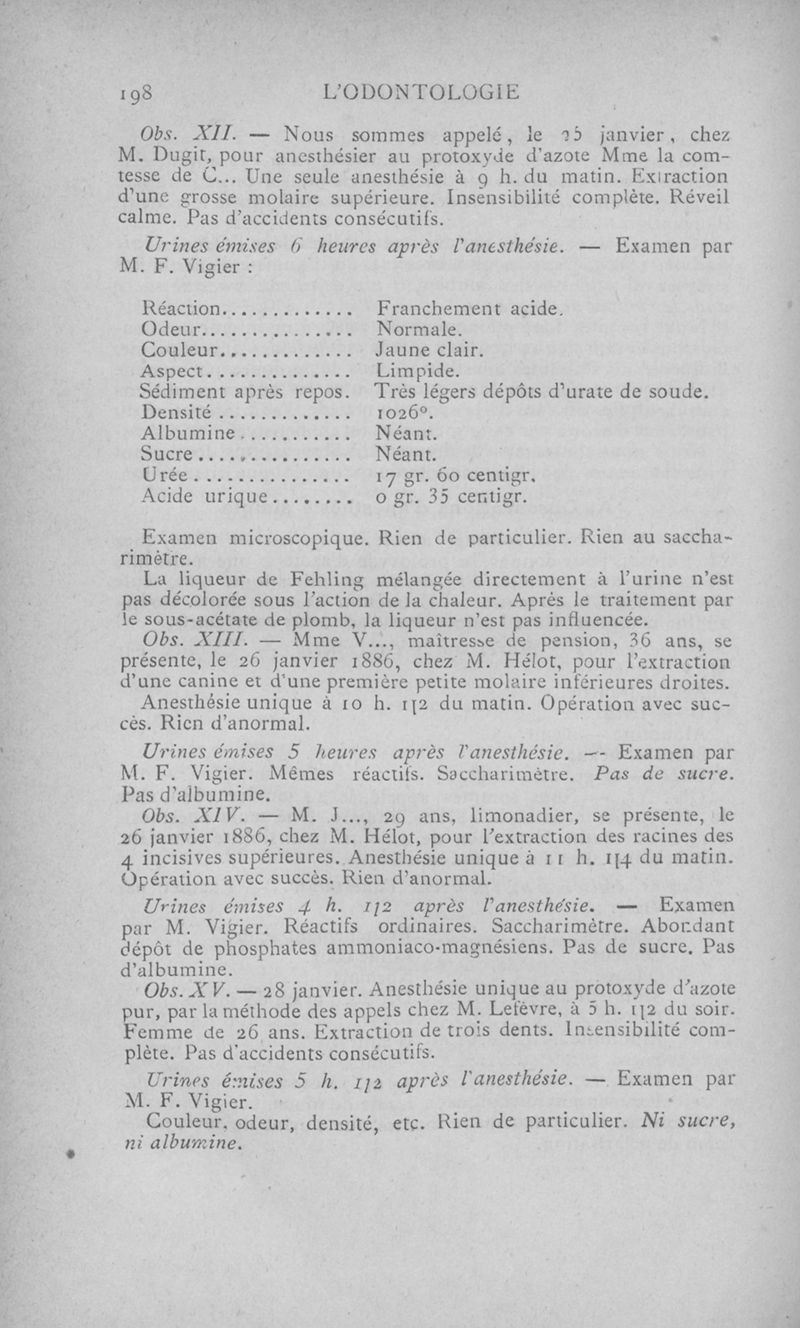 198 L'ODONTOLOGIE
Obs. XII. — Nous sommes appelé, le 25 janvier, chez
M. Dugit, pour anesthésier au protoxyde d'azote Mme la com-
tesse de C... Une seule anesthésie à 9 h. du matin. Extraction
d'une grosse molaire supérieure. Insensibilité complète. Réveil
calme. Pas d'accidents consécutifs.
Urines émises 6 heures après l'anesthésie. — Examen par
M. F. Vigier :
Réaction.............. Franchement acide.
Odeur................ Normale.
Couleur.............. Jaune clair.
Aspect............... Limpide.
Sédiment après repos. Très légers dépôts d'urate de soude.
Densité .............. 1026°.
Albumine............ Néant.
Sucre................ Néant.
Urée ................ 17 gr. 60 centigr.
Acide urique......... 0 gr. 35 centigr.
Examen microscopique. Rien de particulier. Rien au saccha-
rimètre.
La liqueur de Fehling mélangée directement à l'urine n'est
pas décolorée sous l'action de la chaleur. Après le traitement par
le sous-acétate de plomb, la liqueur n'est pas influencée.
Obs. XIII. — Mme V..., maîtresse de pension, 36 ans, se
présente, le 26 janvier 1886, chez M. Hélot, pour l'extraction
d'une canine et d'une première petite molaire inférieures droites.
Anesthésie unique à 10 h. 1[2 du matin. Opération avec suc-
cès. Rien d'anormal.
Urines émises 5 heures après l'anesthésie. — Examen par
M. F. Vigier. Mêmes réactifs. Saccharimètre. Pas de sucre.
Pas d'albumine.
Obs. XIV. — M. J..., 29 ans, limonadier, se présente, le
26 janvier 1886, chez M. Hélot, pour l'extraction des racines des
4 incisives supérieures. Anesthésie unique à 11 h. 1[4 du matin.
Opération avec succès. Rien d'anormal.
Urines émises 4 h. 1[2 après l'anesthésie. — Examen
par M. Vigier. Réactifs ordinaires. Saccharimètre. Abondant
dépôt de phosphates ammoniaco-magnésiens. Pas de sucre. Pas
d'albumine.
Obs. XV. — 28 janvier. Anesthésie unique au protoxyde d'azote
pur, par la méthode des appels chez M. Lefèvre, à 5 h. 1[2 du soir.
Femme de 26 ans. Extraction de trois dents. Insensibilité com-
plète. Pas d'accidents consécutifs.
Urines émises 5 h. 1[2 après l'anesthésie. — Examen par
M. F. Vigier.
Couleur, odeur, densité, etc. Rien de particulier. Ni sucre,
ni albumine.